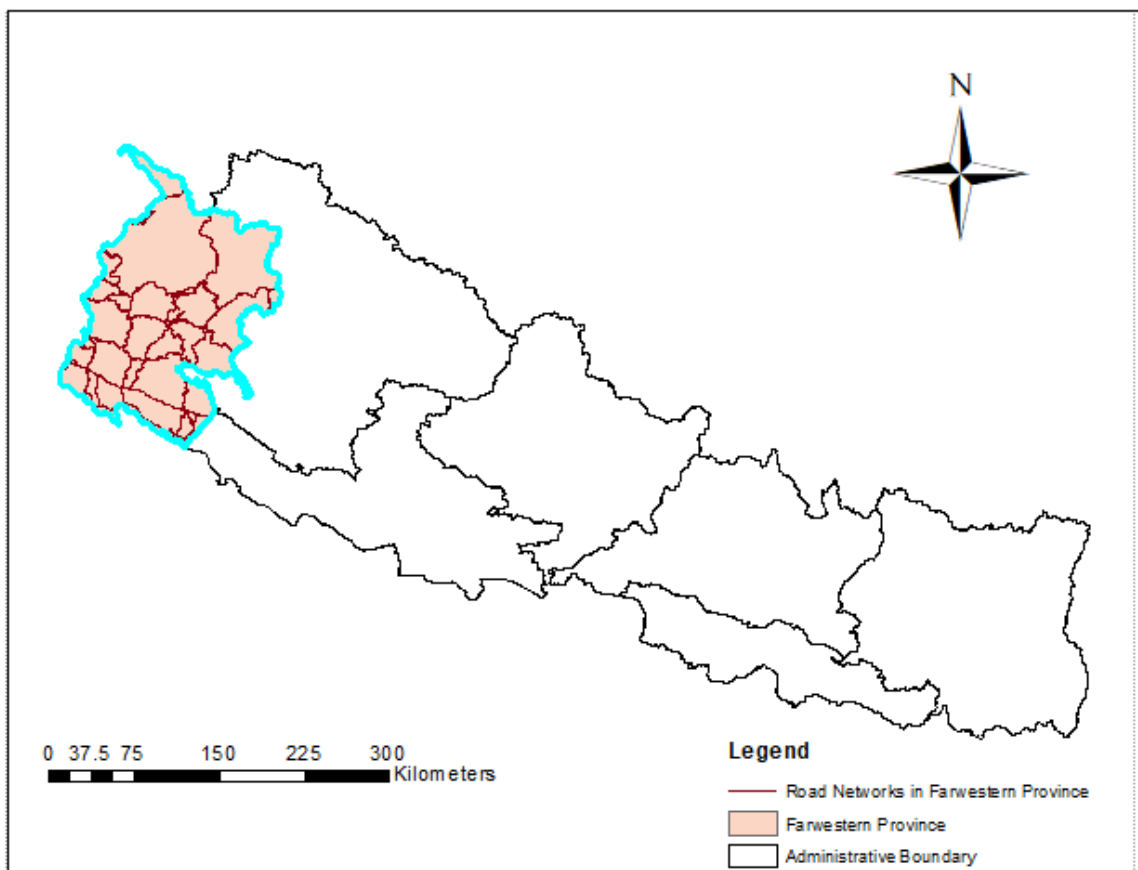 N
0 37.5 75 150 225 300
Kilometers
Legend
Road Networks in Farwestern Province
Farwestern Province
Administrative Boundary